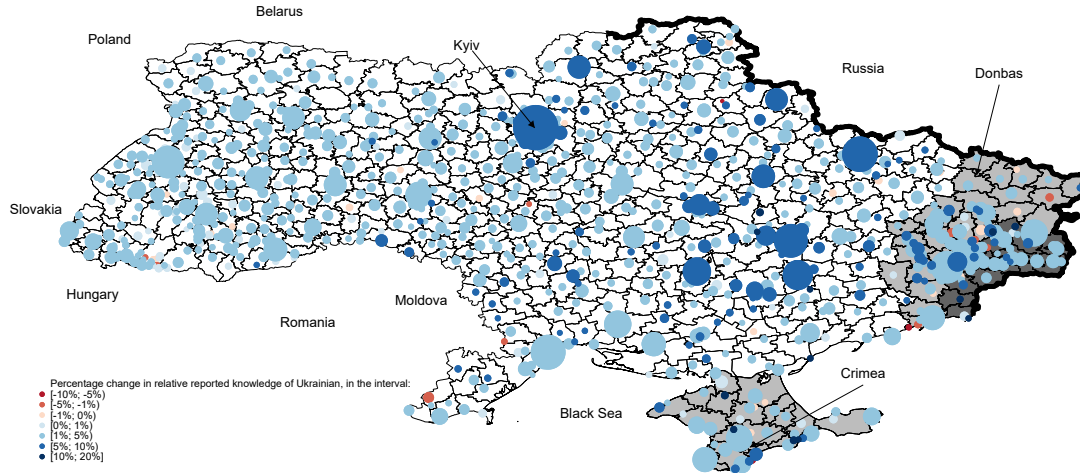 Belarus
Poland
Kyiv
Russia
Donbas
Slovakia
Hungary
Moldova
Romania
Crimea
Black Sea
Percentage change in relative reported knowledge of Ukrainian, in the interval:
[-10%; -5%)
[-5%; -1%)
[-1%; 0%)
[0%; 1%)
[1%; 5%)
[5%; 10%)
[10%; 20%]